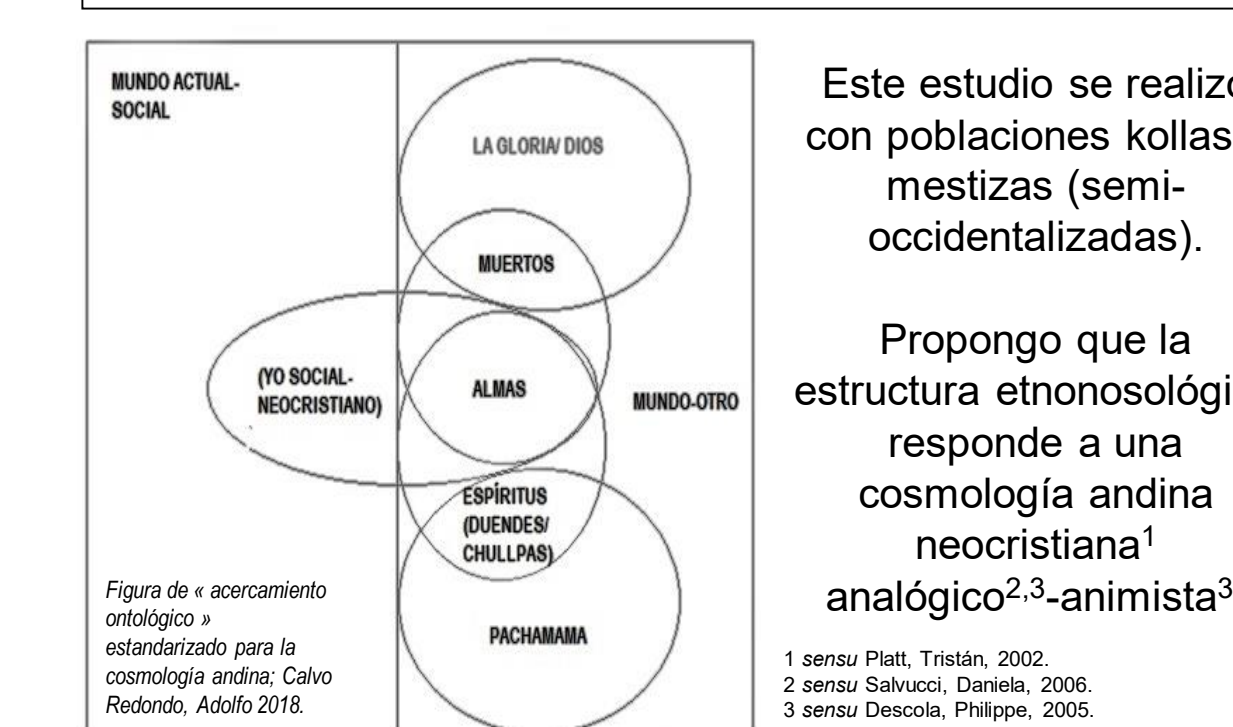 MUNDO ACTUAL-
SOCIAL
LA GLORIA/ DIOS
MUERTOS
(YO SOCIAL-
NEOCRISTIANO)
ALMAS
MUNDO-OTRO
ESPÍRITUS
(DUENDES/
CHULLPAS)
PACHAMAMA
Figura de « acercamiento
ontológico »
estandarizado para la
cosmología andina; Calvo
Redondo, Adolfo 2018.
Este estudio se
con poblaciones kollas
mestizas (semi-
occidentalizadas).
Propongo que la
estructura
responde a una
cosmología andina
neocristiana¹
analógico²,³-animista³
1 sensu Platt, Tristán, 2002.
2 sensu Salvucci, Daniela, 2006.
3 sensu Descola, Philippe, 2005.